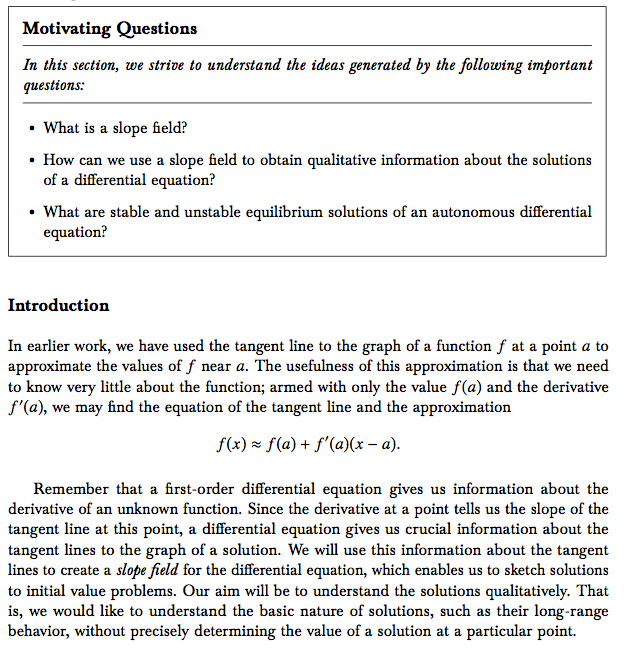 Motivating Questions
In this section, we strive to understand the ideas generated by the following important
questions:
• What is a slope field?
• How can we use a slope field to obtain qualitative information about the solutions
of a differential equation?
• What are stable and unstable equilibrium solutions of an autonomous differential
equation?
Introduction
In earlier work, we have used the tangent line to the graph of a function f at a point a to
approximate the values of f near a. The usefulness of this approximation is that we need
to know very little about the function; armed with only the value f(a) and the derivative
f′(a), we may find the equation of the tangent line and the approximation
f(x) ≈ f(a) + f′(a)(x − a).
Remember that a first-order differential equation gives us information about the
derivative of an unknown function. Since the derivative at a point tells us the slope of the
tangent line at this point, a differential equation gives us crucial information about the
tangent lines to the graph of a solution. We will use this information about the tangent
lines to create a slope field for the differential equation, which enables us to sketch solutions
to initial value problems. Our aim will be to understand the solutions qualitatively. That
is, we would like to understand the basic nature of solutions, such as their long-range
behavior, without precisely determining the value of a solution at a particular point.